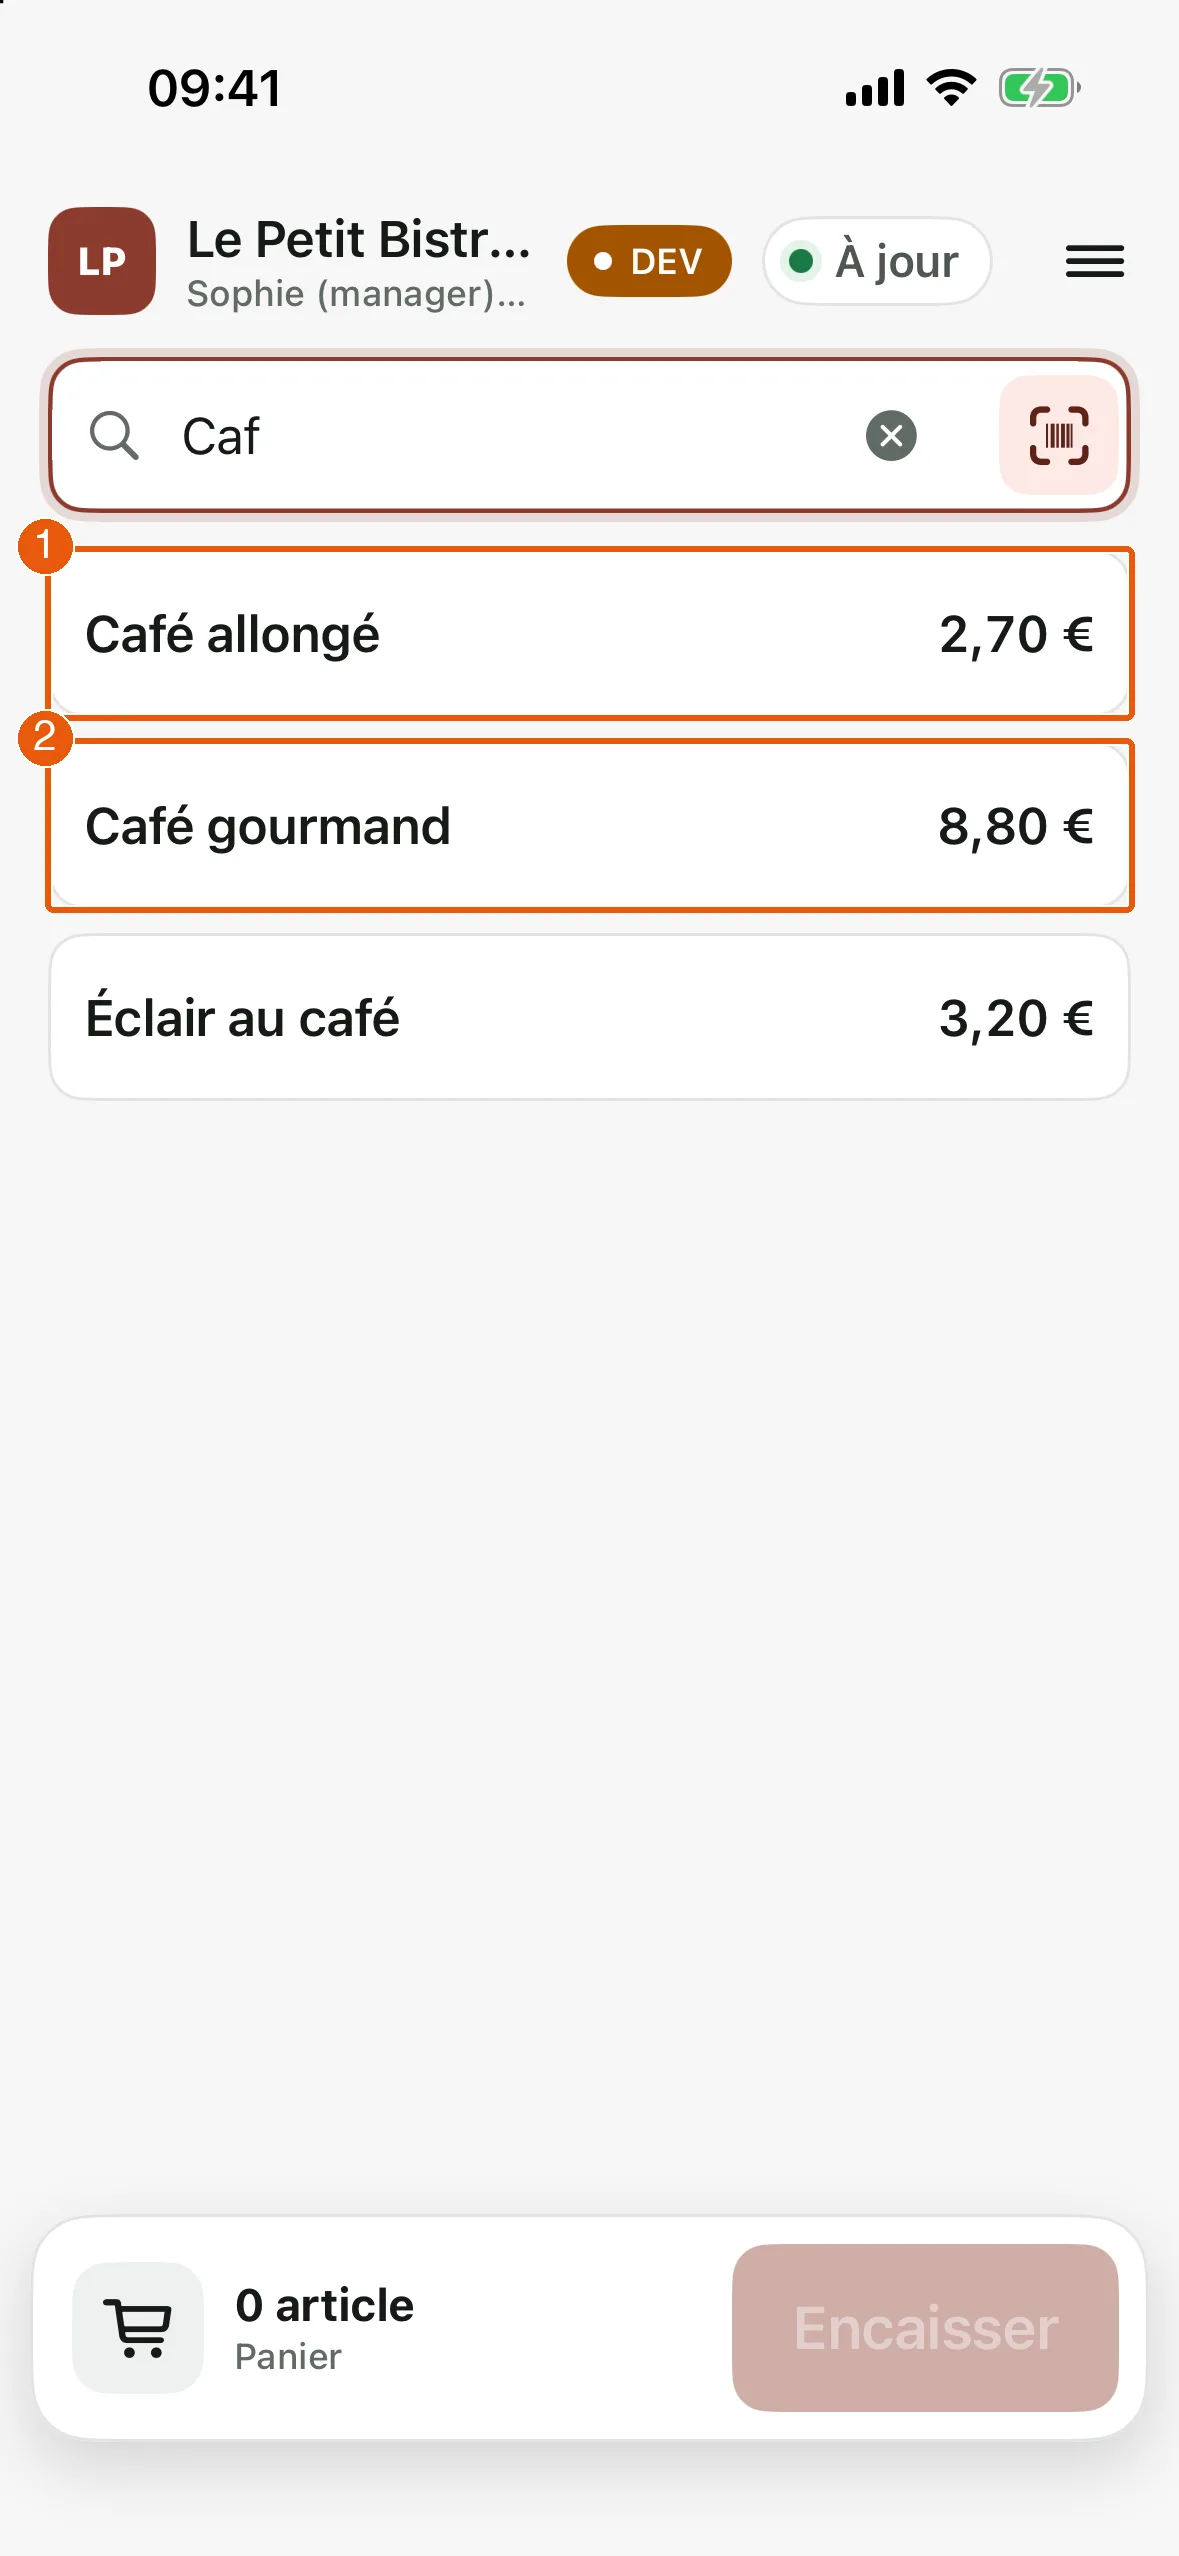 09:41
LP
Le Petit Bistr...
Sophie (manager)...
DEV
À jour
Caf
1
Café allongé 2,70 €
2
Café gourmand 8,80 €
Éclair au café 3,20 €
0 article
Panier
Encaisser